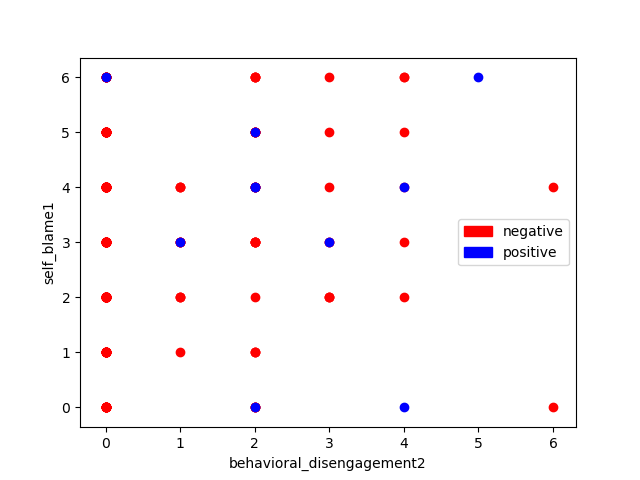 6
5
4
3
2
1
0
self_blame1
negative
positive
0 1 2 3 4 5 6
behavioral_disengagement2